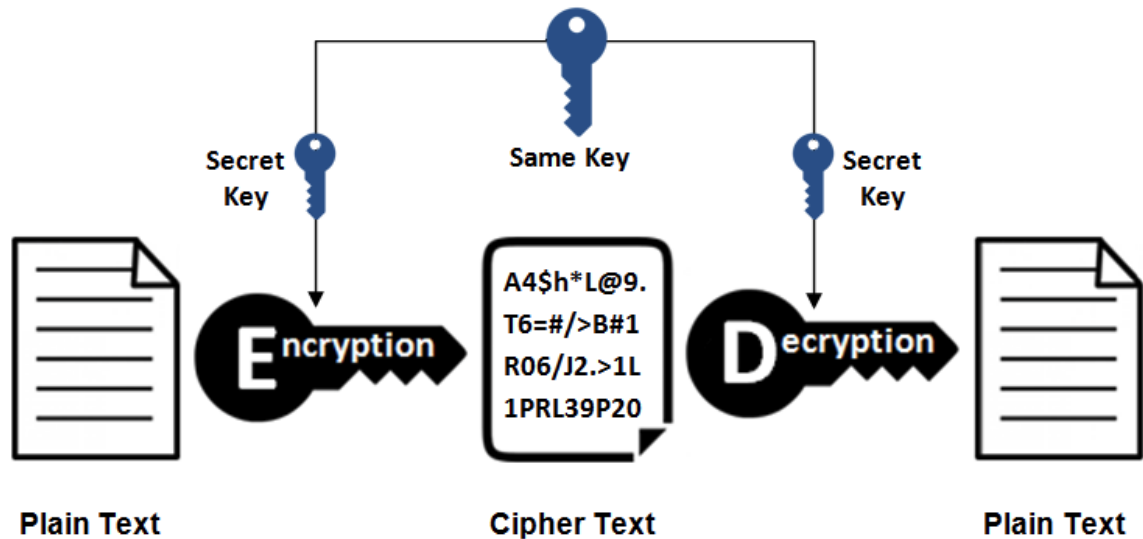 Same Key
Secret
Key
Secret
Key
Encryption
A4$h*L@9.
T6=#/>B#1
R06/J2.>1L
1PRL39P20
Decryption
Plain Text
Cipher Text
Plain Text